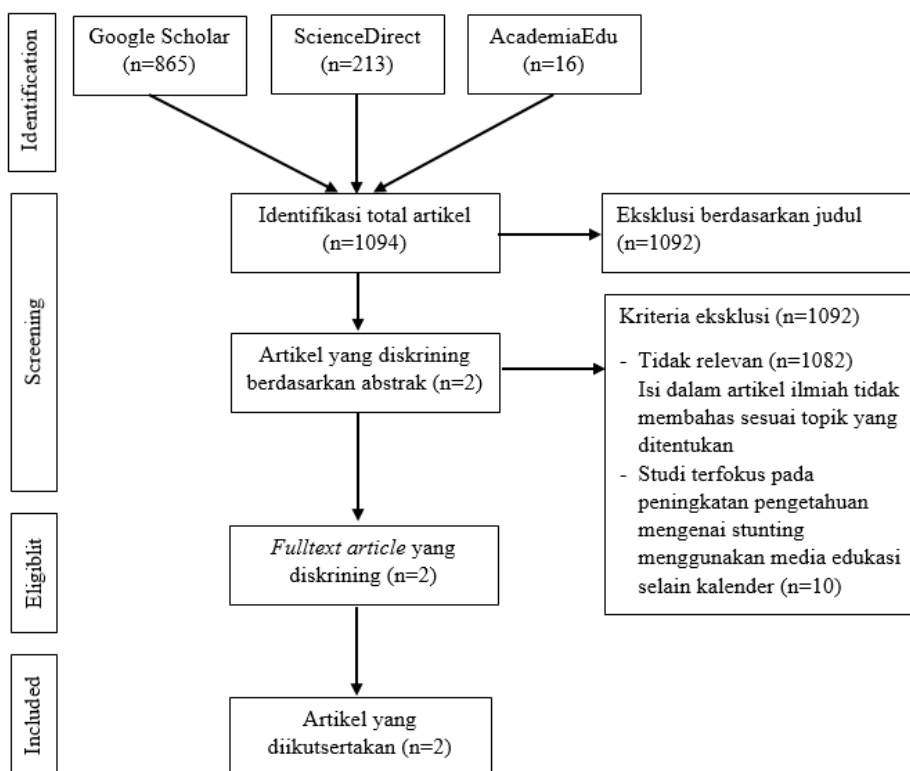 Identification
Google Scholar
(n=865)
ScienceDirect
(n=213)
AcademiaEdu
(n=16)
Screening
Identifikasi total artikel
(n=1094)
Eksklusi berdasarkan judul
(n=1092)
Artikel yang diskrining
berdasarkan abstrak (n=2)
Kriteria eksklusi (n=1092)
- Tidak relevan (n=1082)
Isi dalam artikel ilmiah tidak
membahas sesuai topik yang
ditentukan
- Studi terfokus pada
peningkatan pengetahuan
mengenai stunting
menggunakan media edukasi
selain kalender (n=10)
Eligiblit
Fulltext article yang
diskrining (n=2)
Included
Artikel yang
diikutsertakan (n=2)